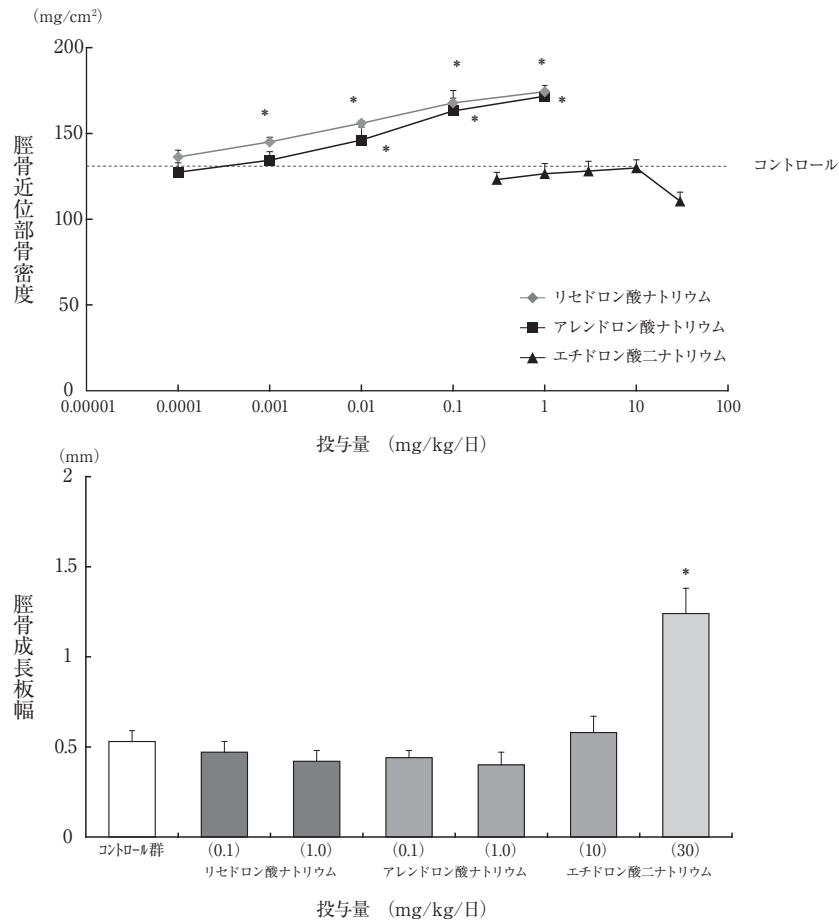 (mg/cm²)
200
150
100
50
0
脛骨近位部骨密度
*
*
*
*
*
*
*
コントロール
リセドロン酸ナトリウム
アレンドロン酸ナトリウム
エチドロン酸二ナトリウム
0.00001 0.0001 0.001 0.01 0.1 1 10 100
投与量 (mg/kg/日)
(mm)
2
1.5
1
0.5
0
脛骨成長板幅
*
コントロール群 (0.1) (1.0) (0.1) (1.0) (10) (30)
リセドロン酸ナトリウム アレンドロン酸ナトリウム エチドロン酸二ナトリウム
投与量 (mg/kg/日)